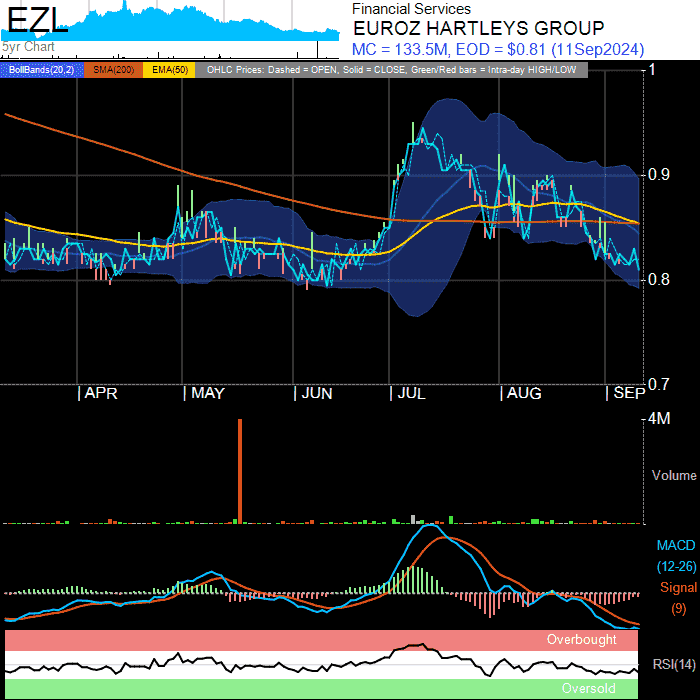 EZL
5yr Chart
Financial Services
EUROZ HARTLEYS GROUP
MC = 133.5M, EOD = $0.81 (11Sep2024)
BollBands(20,2) SMA(200) EMA(50) OHLC Prices: Dashed = OPEN, Solid = CLOSE, Green/Red bars = Intra-day HIGH/LOW
1
0.9
0.8
0.7
APR MAY JUN JUL AUG SEP
4M
Volume
MACD
(12-26)
Signal
(9)
Overbought
RSI(14)
Oversold